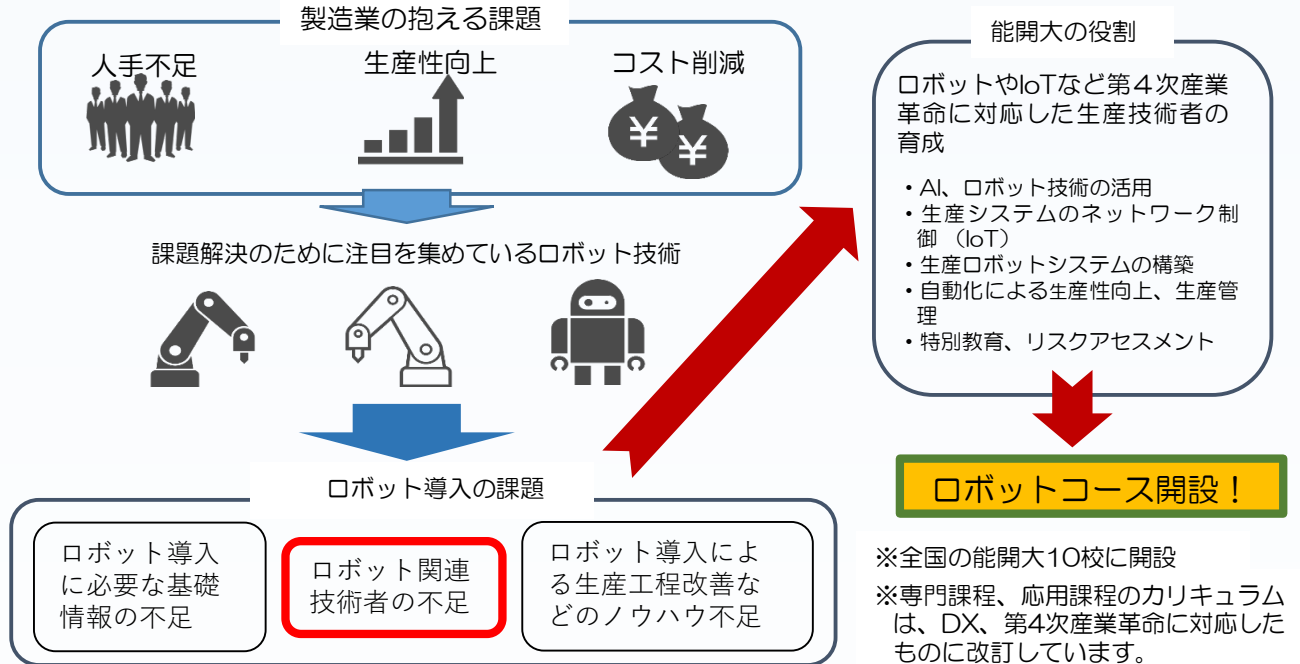 製造業の抱える課題
人手不足
生産性向上
コスト削減
¥
¥
課題解決のために注目を集めているロボット技術
ロボット導入の課題
ロボット導入
に必要な基礎
情報の不足
ロボット関連
技術者の不足
ロボット導入によ
る生産工程改善な
どのノウハウ不足
能開大の役割
ロボットやIoTなど第4次産業
革命に対応した生産技術者の
育成
・AI、ロボット技術の活用
・生産システムのネットワーク制
御 （IoT）
・生産ロボットシステムの構築
・自動化による生産性向上、生産管
理
・特別教育、リスクアセスメント
ロボットコース開設！
※全国の能開大10校に開設
※専門課程、応用課程のカリキュラム
は、DX、第4次産業革命に対応した
ものに改訂しています。